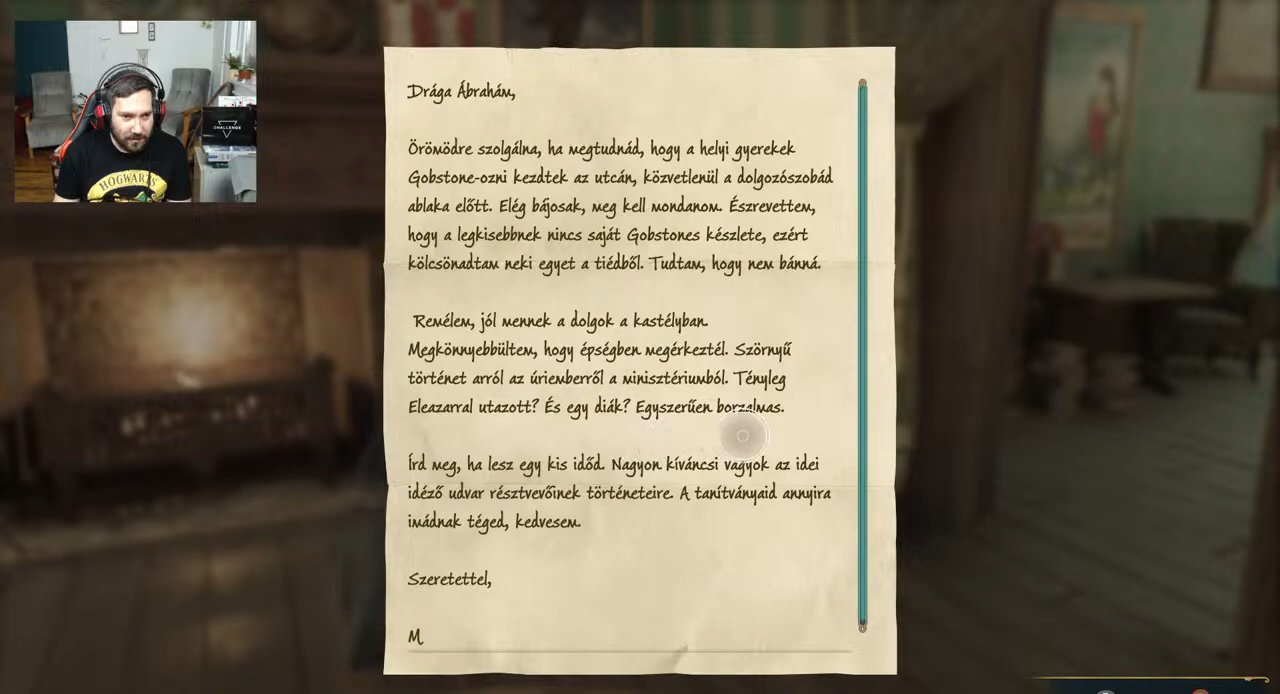 HOGWARTS
CHALLENGE
Drága Ábrahám,
Örömödre szolgálna, ha megtudnád, hogy a helyi gyerekek
Gobstone-ozni kezdtek az utcán, közvetlenül a dolgozószobád
ablaka előtt. Elég bájosak, meg kell mondanom. Észrevettem,
hogy a legkisebbnek nincs saját Gobstones készlete, ezért
kölcsönadtam neki egyet a tiédből. Tudtam, hogy nem bánná.
Remélem, jól mennek a dolgok a kastélyban.
Megkönnyebbültem, hogy épségben megérkeztél. Szörnyű
történet arról az úriemberről a minisztériumból. Tényleg
Eleazarral utazott? És egy diák? Egyszerűen borzalmas.
Írd meg, ha lesz egy kis időd. Nagyon kíváncsi vagyok az idei
idéző udvar résztvevőinek történeteire. A tanítványaid annyira
imádnak téged, kedvesem.
Szeretettel,
M